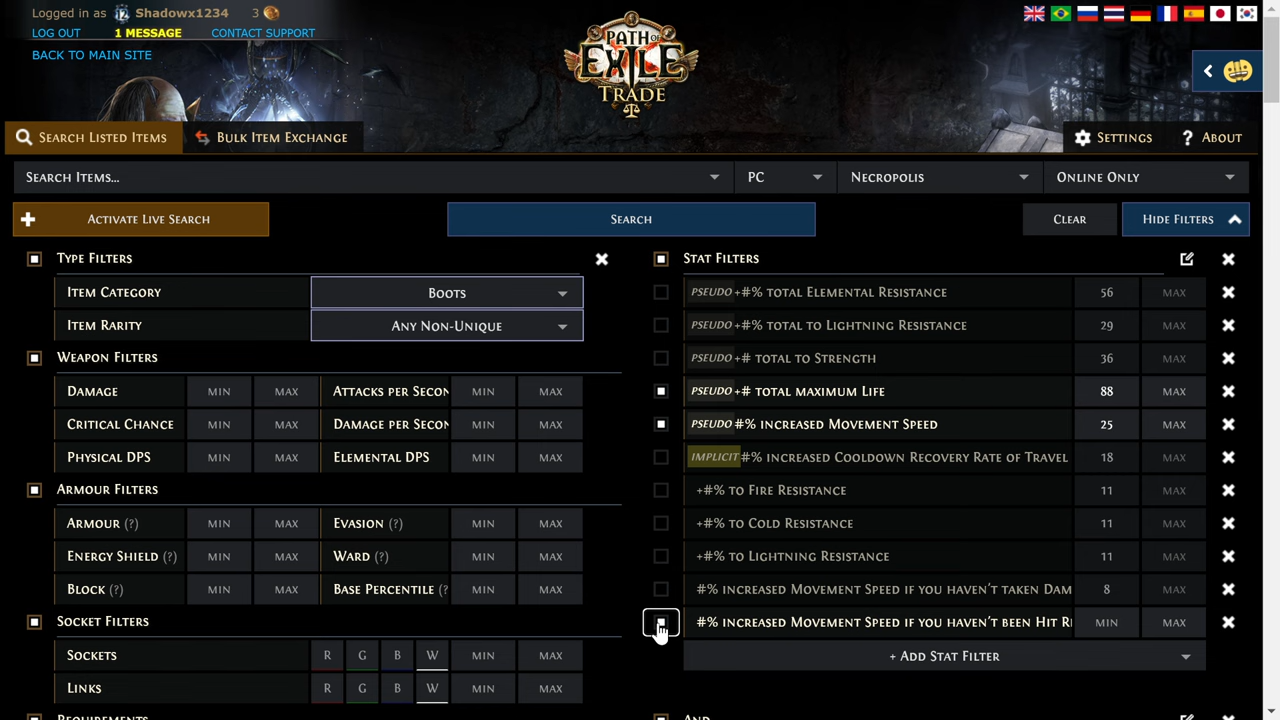 Logged in as Shadowx1234 3
LOG OUT 1 MESSAGE CONTACT SUPPORT
BACK TO MAIN SITE
PATH OF
EXILE
TRADE
SEARCH LISTED ITEMS BULK ITEM EXCHANGE SETTINGS ? ABOUT
SEARCH ITEMS... PC NECROPOLIS ONLINE ONLY
ACTIVATE LIVE SEARCH SEARCH CLEAR HIDE FILTERS
TYPE FILTERS
ITEM CATEGORY BOOTS
ITEM RARITY ANY NON-UNIQUE
WEAPON FILTERS
DAMAGE MIN MAX ATTACKS PER SECON MIN MAX
CRITICAL CHANCE MIN MAX DAMAGE PER SECON MIN MAX
PHYSICAL DPS MIN MAX ELEMENTAL DPS MIN MAX
ARMOUR FILTERS
ARMOUR (?) MIN MAX EVASION (?) MIN MAX
ENERGY SHIELD (?) MIN MAX WARD (?) MIN MAX
BLOCK (?) MIN MAX BASE PERCENTILE (? MIN MAX
SOCKET FILTERS
SOCKETS R G B W MIN MAX
LINKS R G B W MIN MAX
REQUIREMENTS
STAT FILTERS
PSEUDO +#% TOTAL ELEMENTAL RESISTANCE 56 MAX
PSEUDO +#% TOTAL TO LIGHTNING RESISTANCE 29 MAX
PSEUDO +# TOTAL TO STRENGTH 36 MAX
PSEUDO +# TOTAL MAXIMUM LIFE 88 MAX
PSEUDO #% INCREASED MOVEMENT SPEED 25 MAX
IMPLICIT #% INCREASED COOLDOWN RECOVERY RATE OF TRAVEL 18 MAX
+#% TO FIRE RESISTANCE 11 MAX
+#% TO COLD RESISTANCE 11 MAX
+#% TO LIGHTNING RESISTANCE 11 MAX
#% INCREASED MOVEMENT SPEED IF YOU HAVEN'T TAKEN DAM 8 MAX
#% INCREASED MOVEMENT SPEED IF YOU HAVEN'T BEEN HIT RE MIN MAX
+ ADD STAT FILTER
AND